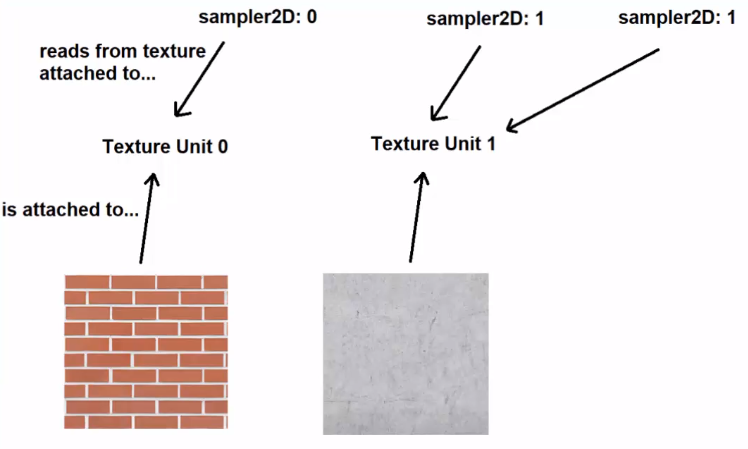 sampler2D: 0
sampler2D: 1
sampler2D: 1
reads from texture
attached to...
Texture Unit 0
Texture Unit 1
is attached to...